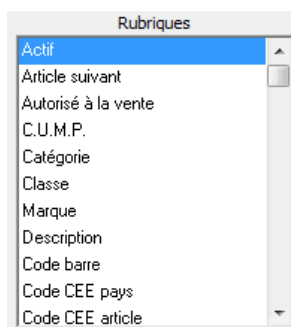 Rubriques
Actif
Article suivant
Autorisé à la vente
C.U.M.P.
Catégorie
Classe
Marque
Description
Code barre
Code CEE pays
Code CEE article